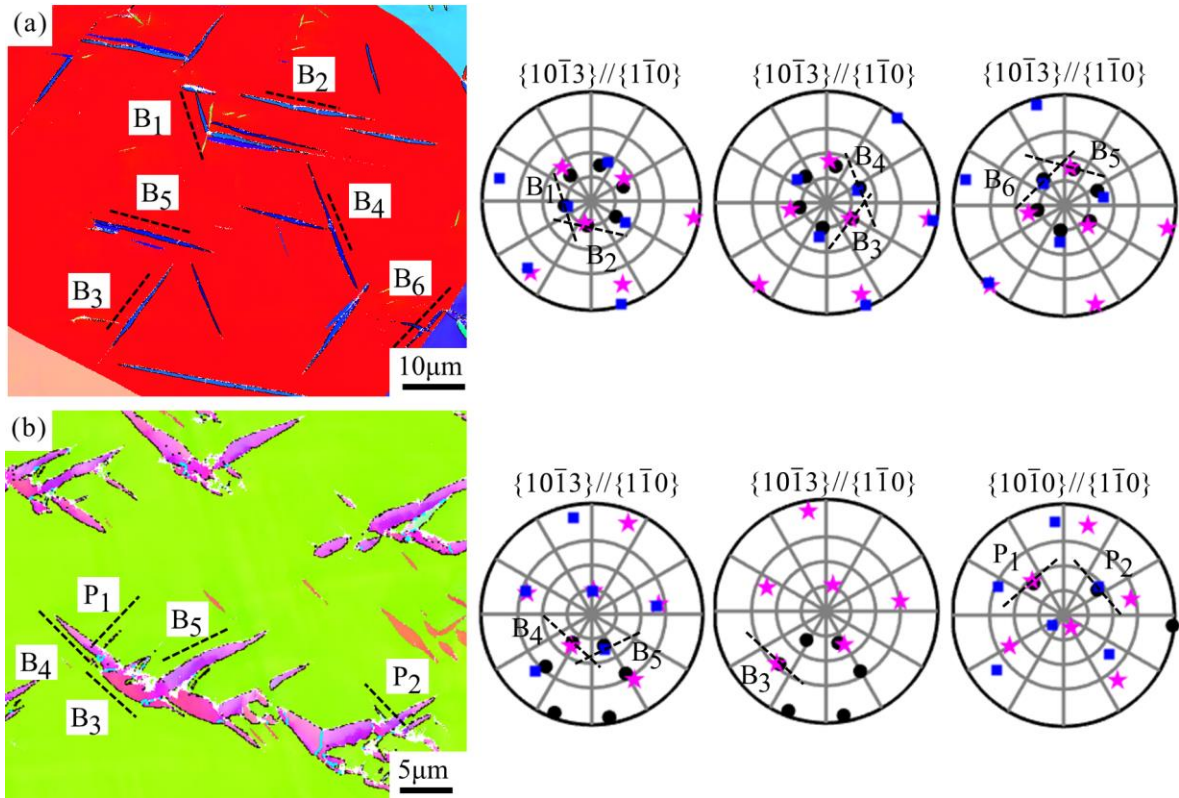 (a)
B₂
B₁
B₅
B₄
B₃
B₆
10μm
{101̄3}//{11̄0}
B₁
B₂
{101̄3}//{11̄0}
B₄
B₃
{101̄3}//{11̄0}
B₅
B₆
(b)
P₁
B₅
B₄
P₂
B₃
5μm
{101̄3}//{11̄0}
B₄
B₅
{101̄3}//{11̄0}
B₃
{101̄0}//{11̄0}
P₁
P₂